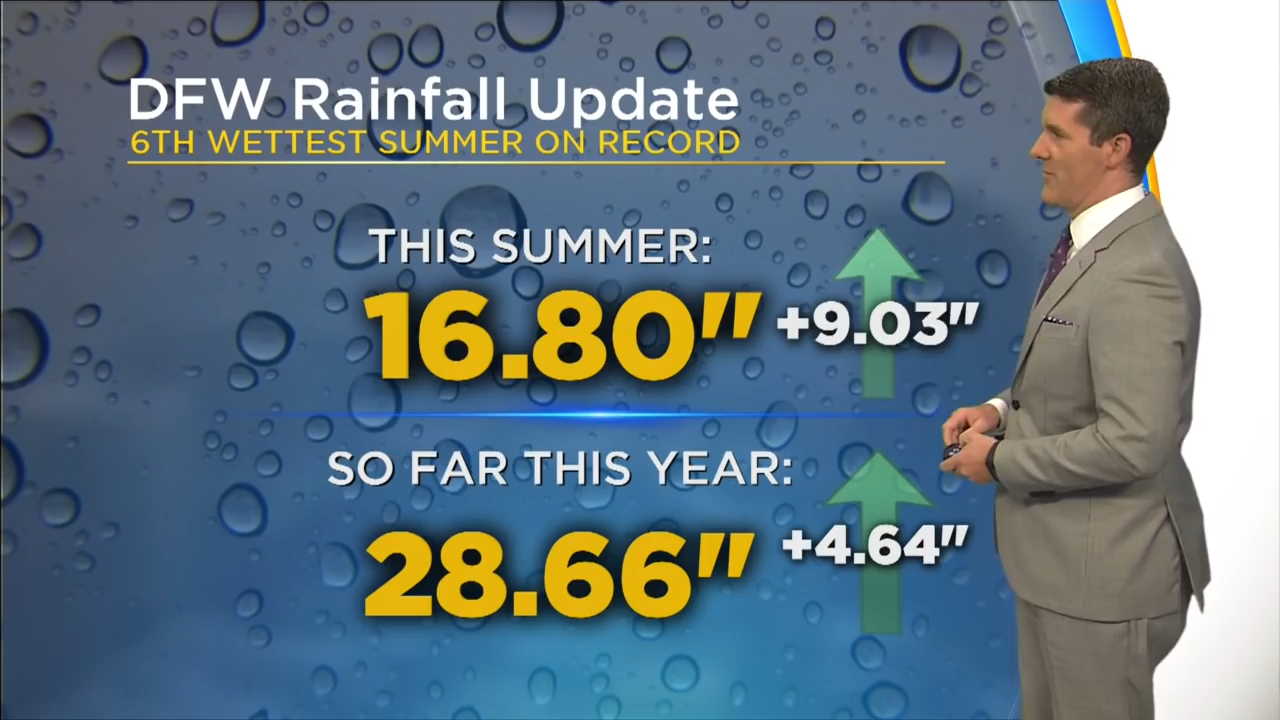 DFW Rainfall Update
6TH WETTEST SUMMER ON RECORD
THIS SUMMER:
16.80" +9.03"
SO FAR THIS YEAR:
28.66" +4.64"